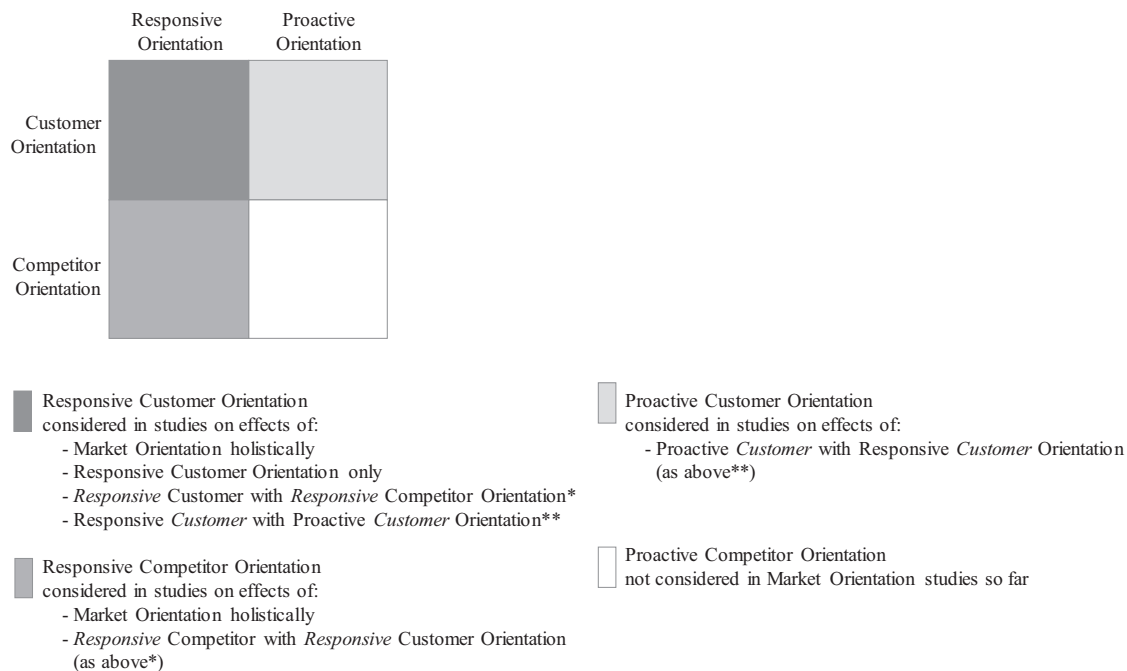 Responsive
Orientation
Proactive
Orientation
Customer
Orientation
Competitor
Orientation
Responsive Customer Orientation
considered in studies on effects of:
- Market Orientation holistically
- Responsive Customer Orientation only
- Responsive Customer with Responsive Competitor Orientation*
- Responsive Customer with Proactive Customer Orientation**
Responsive Competitor Orientation
considered in studies on effects of:
- Market Orientation holistically
- Responsive Competitor with Responsive Customer Orientation
(as above*)
Proactive Customer Orientation
considered in studies on effects of:
- Proactive Customer with Responsive Customer Orientation
(as above**)
Proactive Competitor Orientation
not considered in Market Orientation studies so far